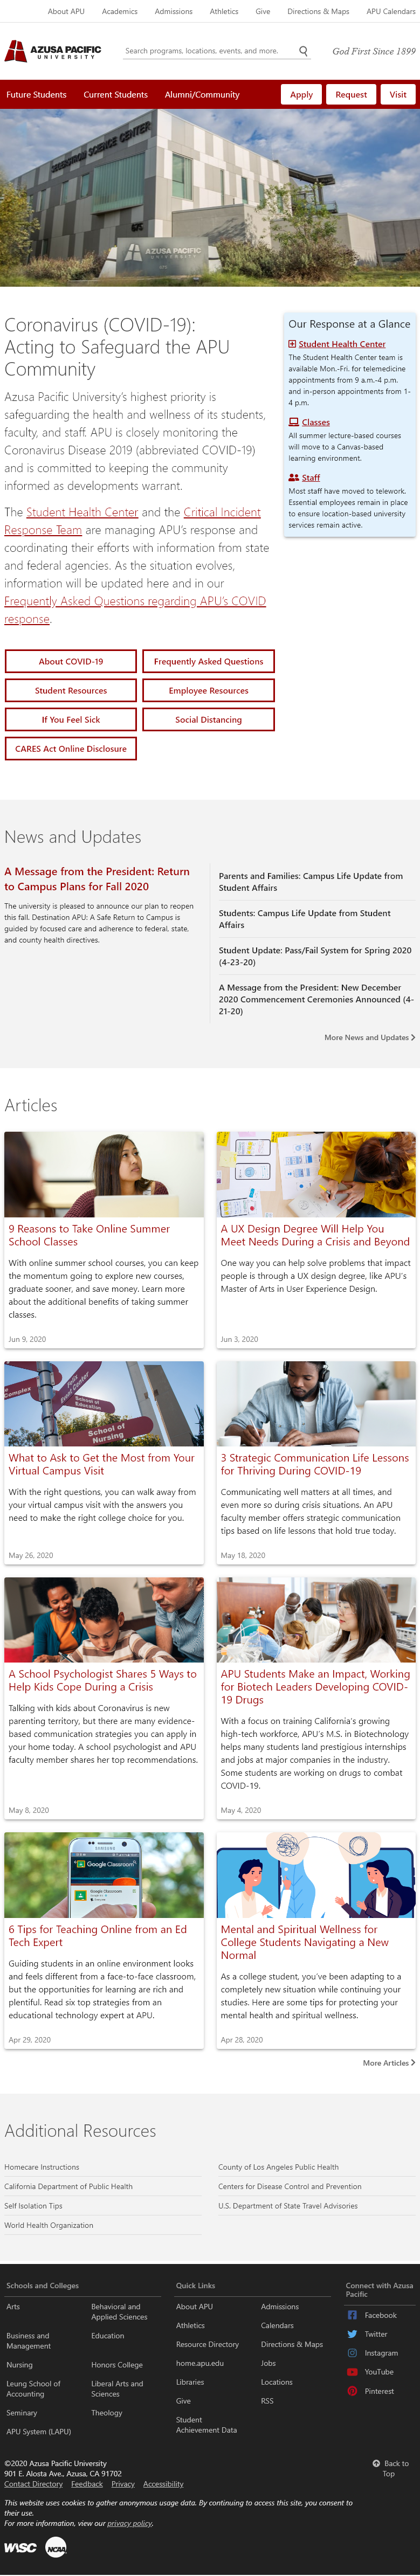 About APU Academics Admissions Athletics Give Directions & Maps APU Calendars
AZUSA PACIFIC
UNIVERSITY
Search programs, locations, events, and more.
God First Since 1899
Future Students Current Students Alumni/Community Apply Request Visit
AZUSA PACIFIC
UNIVERSITY
Coronavirus (COVID-19):
Acting to Safeguard the APU
Community
Azusa Pacific University's highest priority is
safeguarding the health and wellness of its students,
faculty, and staff. APU is closely monitoring the
Coronavirus Disease 2019 (abbreviated COVID-19)
and is committed to keeping the community
informed as developments warrant.
The Student Health Center and the Critical Incident
Response Team are managing APU's response and
coordinating their efforts with information from state
and federal agencies. As the situation evolves,
information will be updated here and in our
Frequently Asked Questions regarding APU's COVID
response.
Our Response at a Glance
Student Health Center
The Student Health Center team is
available Mon.-Fri. for telemedicine
appointments from 9 a.m.-4 p.m.
and in-person appointments from 1-
4 p.m.
Classes
All summer lecture-based courses
will move to a Canvas-based
learning environment.
Staff
Most staff have moved to telework.
Essential employees remain in place
to ensure location-based university
services remain active.
About COVID-19
Frequently Asked Questions
Student Resources
Employee Resources
If You Feel Sick
Social Distancing
CARES Act Online Disclosure
News and Updates
A Message from the President: Return
to Campus Plans for Fall 2020
The university is pleased to announce our plan to reopen
itybd. Destination APU: A Safe Return to Campus is
guided by focused care and adherence to federal, state,
and county health directives.
Parents and Families: Campus Life Update from
Student Affairs
Students: Campus Life Update from Student
Affairs
Student Update: Pass/Fail System for Spring 2020
(4-23-20)
A Message from the President: New December
2020 Commencement Ceremonies Announced (4-
21-20)
More News and Updates
Articles
9 Reasons to Take Online Summer
School Classes
With online summer school courses, you can keep
the momentum going to explore new courses,
graduate sooner, and save money. Learn more
about the additional benefits of taking summer
classes.
Jun 9, 2020
A UX Design Degree Will Help You
Meet Needs During a Crisis and Beyond
One way you can help solve problems that impact
people is through a UX design degree, like APU's
Master of Arts in User Experience Design.
Jun 3, 2020
School of Education
School of Nursing
What to Ask to Get the Most from Your
Virtual Campus Visit
With the right questions, you can walk away from
your virtual campus visit with the answers you
need to make the right college choice for you.
May 26, 2020
3 Strategic Communication Life Lessons
for Thriving During COVID-19
Communicating well matters at all times, and
even more so during crisis situations. An APU
faculty member offers strategic communication
tips based on life lessons that hold true today.
May 18, 2020
A School Psychologist Shares 5 Ways to
Help Kids Cope During a Crisis
Talking with kids about Coronavirus is new
parenting territory, but there are many evidence-
based communication strategies you can apply in
your home today. A school psychologist and APU
faculty member shares her top recommendations.
May 8, 2020
APU Students Make an Impact, Working
for Biotech Leaders Developing COVID-
19 Drugs
With a focus on training California's growing
high-tech workforce, APU's M.S. in Biotechnology
helps many students land prestigious internships
and jobs at major companies in the industry.
Some students are working on drugs to combat
COVID-19.
May 4, 2020
Google Classroom
6 Tips for Teaching Online from an Ed
Tech Expert
Guiding students in an online environment looks
and feels different from a face-to-face classroom,
but the opportunities for learning are rich and
plentiful. Read six top strategies from an
educational technology expert at APU.
Apr 29, 2020
Mental and Spiritual Wellness for
College Students Navigating a New
Normal
As a college student, you've been adapting to a
completely new situation while continuing your
studies. Here are some tips for protecting your
mental health and spiritual wellness.
Apr 28, 2020
More Articles
Additional Resources
Homecare Instructions
County of Los Angeles Public Health
California Department of Public Health
Centers for Disease Control and Prevention
Self Isolation Tips
U.S. Department of State Travel Advisories
World Health Organization
Schools and Colleges
Arts
Behavioral and
Applied Sciences
Business and
Management
Education
Nursing
Honors College
Leung School of
Accounting
Liberal Arts and
Sciences
Seminary
Theology
APU System (LAPU)
Quick Links
About APU
Admissions
Athletics
Calendars
Resource Directory
Directions & Maps
home.apu.edu
Jobs
Libraries
Locations
Give
RSS
Student
Achievement Data
Connect with Azusa
Pacific
Facebook
Twitter
Instagram
YouTube
Pinterest
©2020 Azusa Pacific University
901 E. Alosta Ave., Azusa, CA 91702
Contact Directory Feedback Privacy Accessibility
Back to
Top
This website uses cookies to gather anonymous usage data. By continuing to access this site, you consent to
their use.
For more information, view our privacy policy.
WASC
NCAA